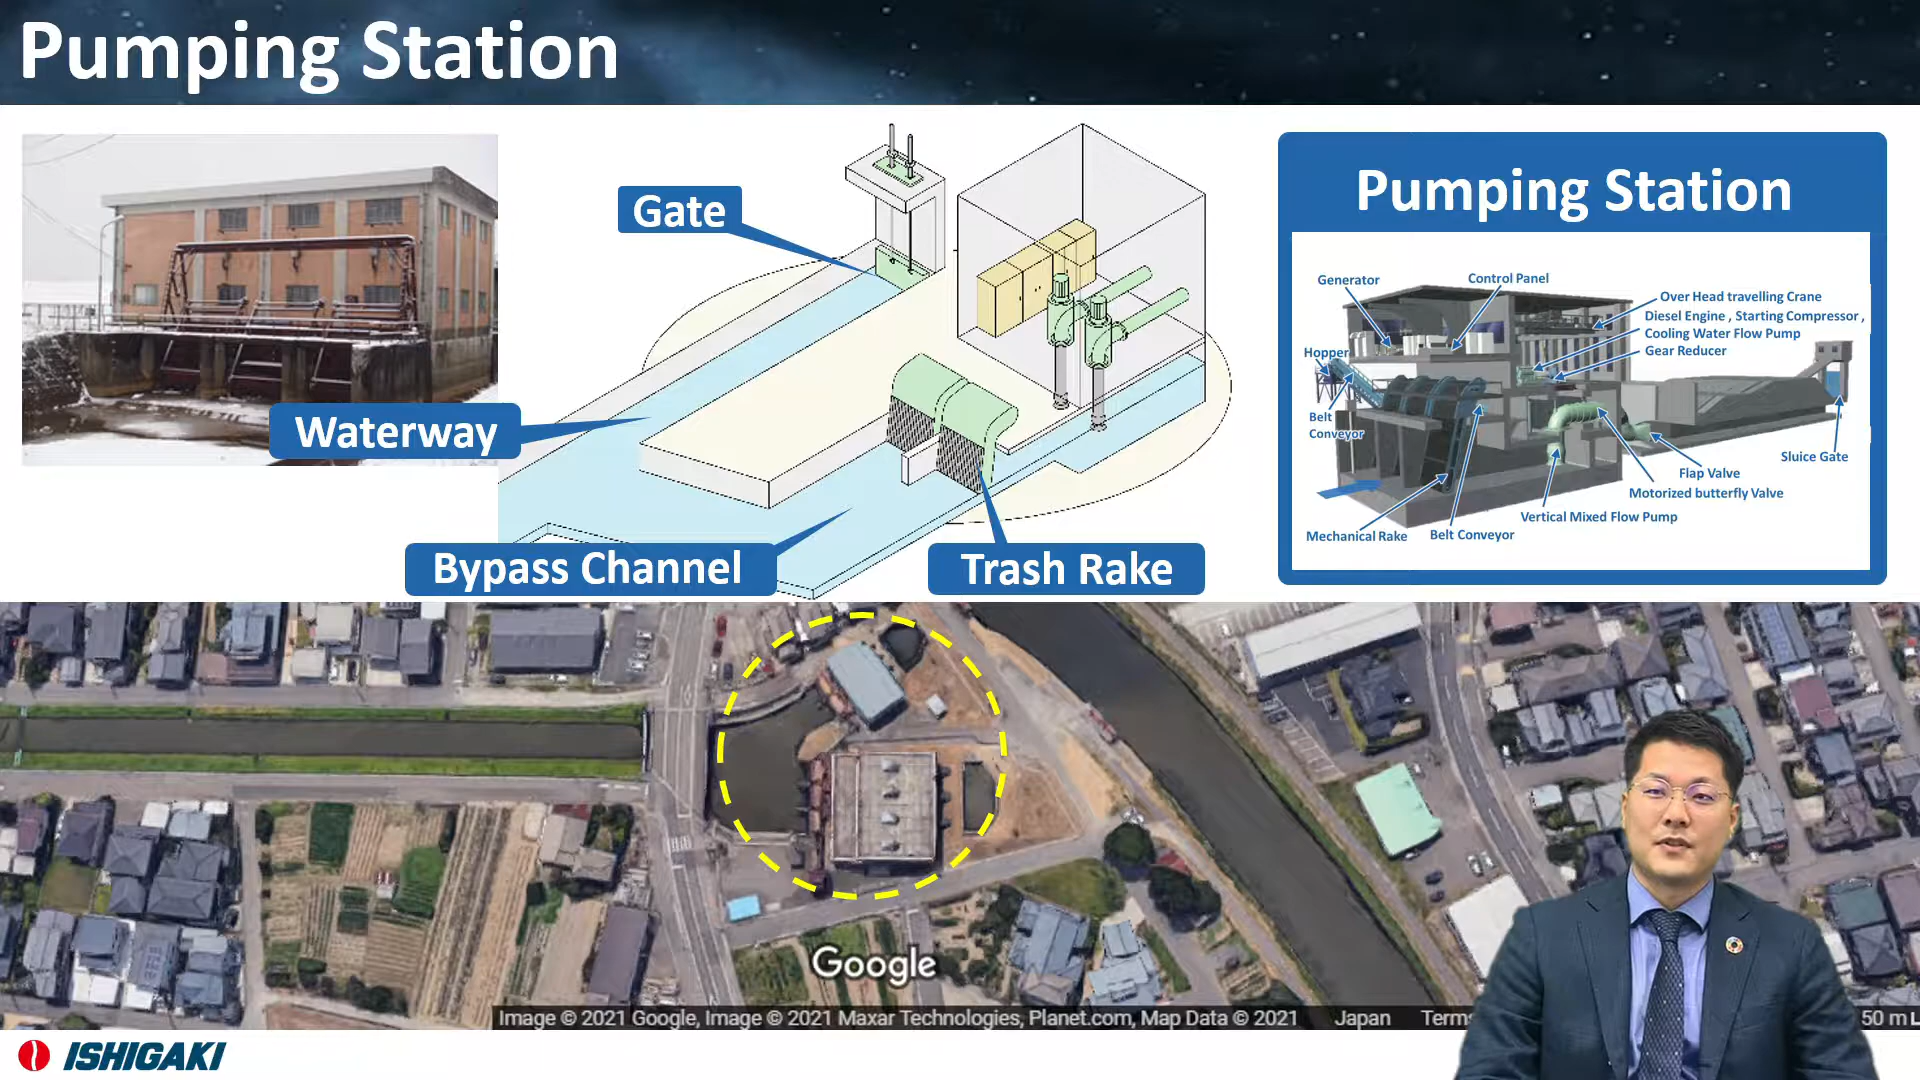 Pumping Station
Gate
Waterway
Bypass Channel
Trash Rake
Pumping Station
Generator
Control Panel
Over Head travelling Crane
Diesel Engine , Starting Compressor ,
Cooling Water Flow Pump
Gear Reducer
Hopper
Belt
Conveyor
Sluice Gate
Flap Valve
Motorized butterfly Valve
Vertical Mixed Flow Pump
Mechanical Rake
Belt Conveyor
Google
Image © 2021 Google, Image © 2021 Maxar Technologies, Planet.com, Map Data © 2021 Japan Terms 50 m
ISHIGAKI